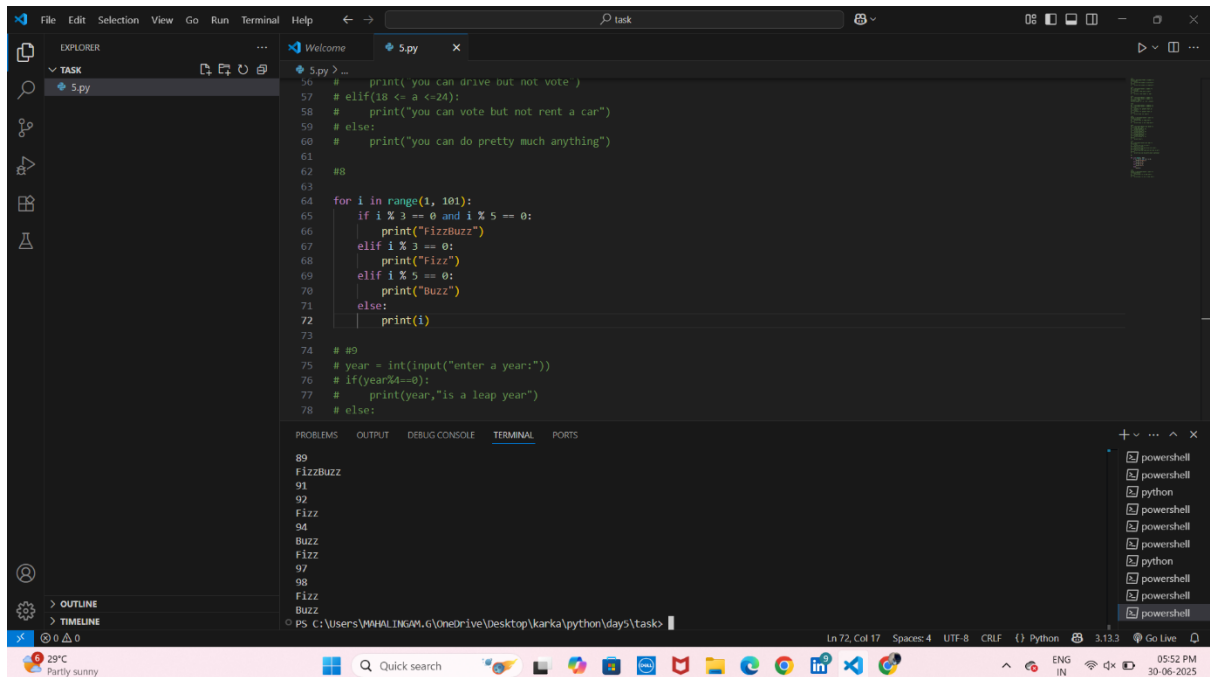 File Edit Selection View Go Run Terminal Help
task
EXPLORER
TASK
5.py
OUTLINE
TIMELINE
Welcome
5.py
5.py > ...
56 # print("you can drive but not vote")
57 # elif(18 <= a <=24):
58 # print("you can vote but not rent a car")
59 # else:
60 # print("you can do pretty much anything")
61
62 #8
63
64 for i in range(1, 101):
65 if i % 3 == 0 and i % 5 == 0:
66 print("FizzBuzz")
67 elif i % 3 == 0:
68 print("Fizz")
69 elif i % 5 == 0:
70 print("Buzz")
71 else:
72 print(i)
73
74 # #9
75 # year = int(input("enter a year:"))
76 # if(year%4==0):
77 # print(year,"is a leap year")
78 # else:
PROBLEMS OUTPUT DEBUG CONSOLE TERMINAL PORTS
89
FizzBuzz
91
92
Fizz
94
Buzz
Fizz
97
98
Fizz
Buzz
PS C:\Users\MAHALINGAM.G\OneDrive\Desktop\karka\python\day5\task>
powershell
powershell
python
powershell
powershell
powershell
python
powershell
powershell
powershell
0 0 Ln 72, Col 17 Spaces: 4 UTF-8 CRLF {} Python 3.13.3 Go Live
6
29°C
Partly sunny
Quick search
DELL
9
ENG
IN
05:52 PM
30-06-2025